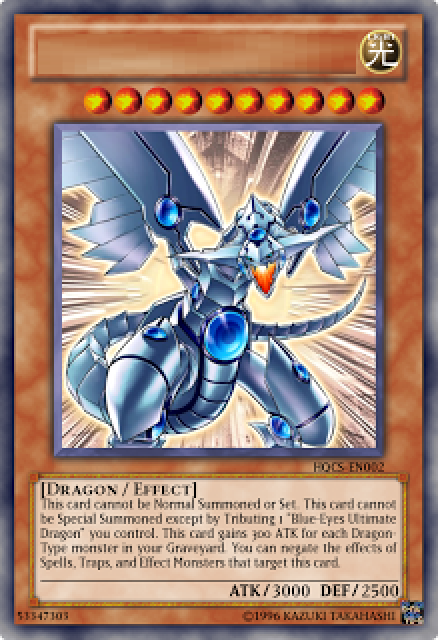 LIGHT
光
HQCS-EN002
[DRAGON / EFFECT]
This card cannot be Normal Summoned or Set. This card cannot
be Special Summoned except by Tributing 1 "Blue-Eyes Ultimate
Dragon" you control. This card gains 300 ATK for each Dragon-
Type monster in your Graveyard. You can negate the effects of
Spells, Traps, and Effect Monsters that target this card.
ATK/3000 DEF/2500
53347303
©1996 KAZUKI TAKAHASHI